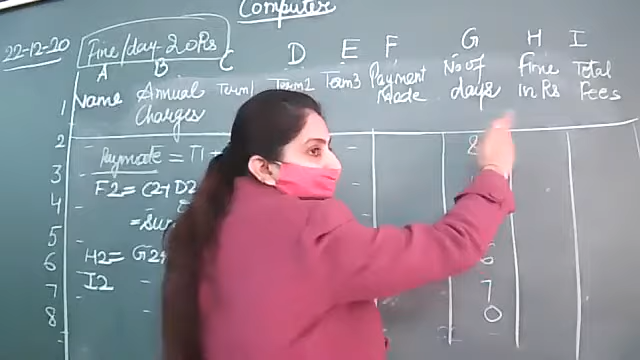 Computer
22-12-20 Fine/day-20Rs
A B C D E F G H I
1 Name Annual Charges Term1 Term2 Term3 Payment Made No of days Fine in Rs Total Fees
2 8
Paymade = T1+
3
F2 = C2+D2
4
=Su
5
6 H2= G2 6
7 I2 7
8 0